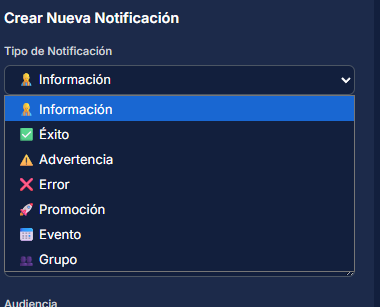 Crear Nueva Notificación
Tipo de Notificación
Información
Información
Éxito
Advertencia
Error
Promoción
Evento
Grupo
Audiencia